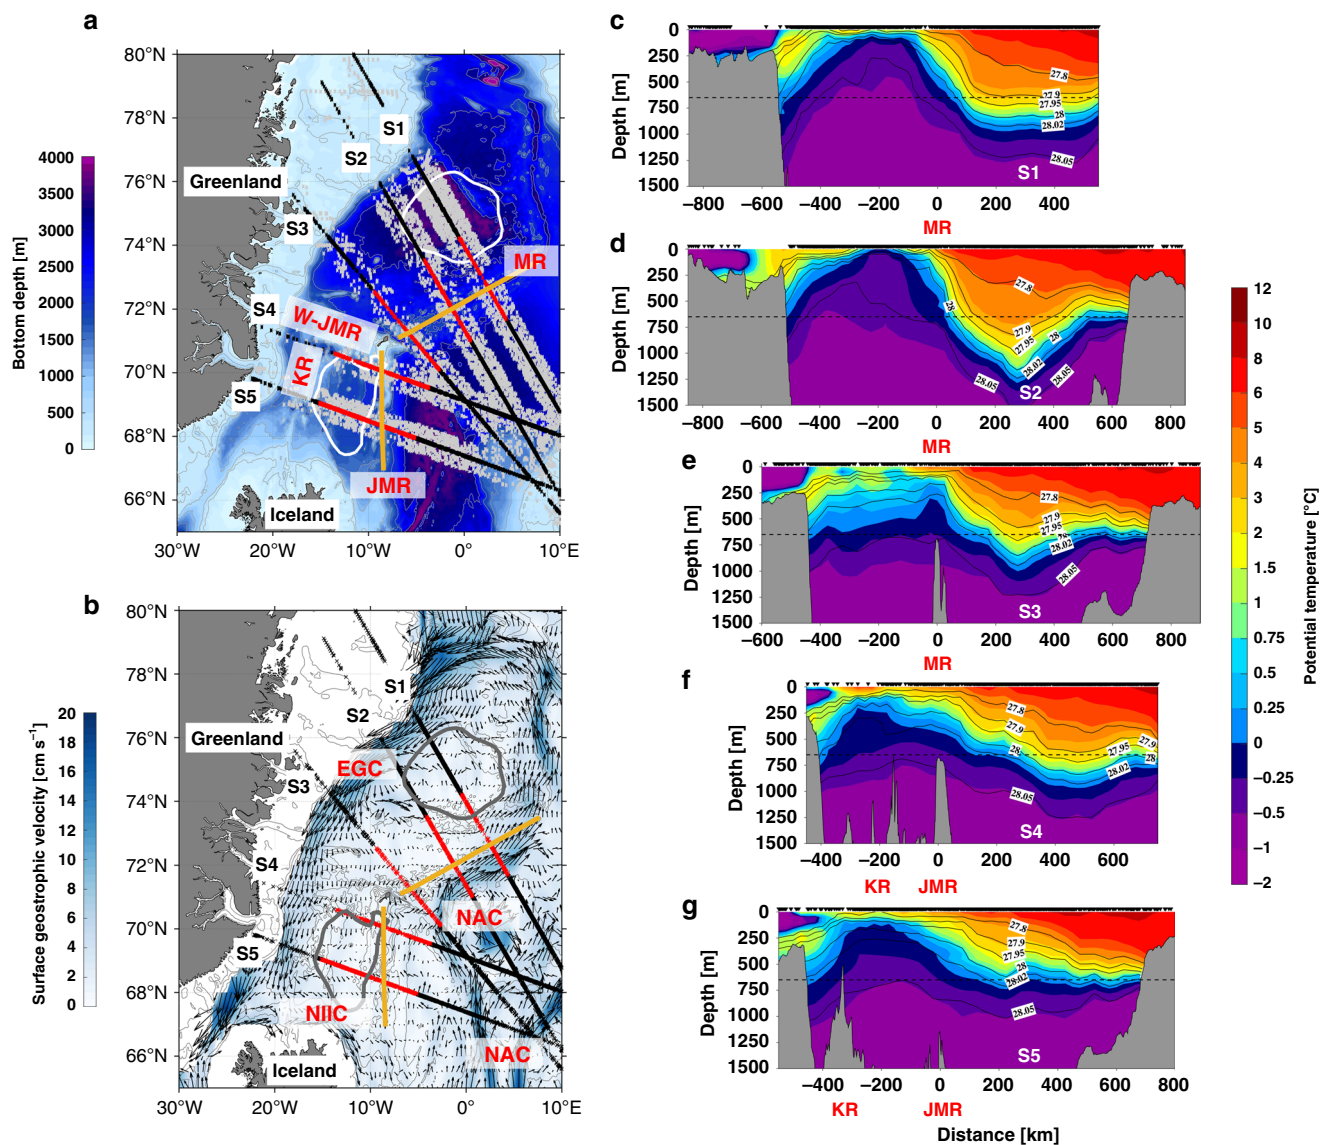 a
80°N
78°N
76°N
74°N
72°N
70°N
68°N
66°N
30°W
20°W
10°W
0°
10°E
Bottom depth [m]
4000
3500
3000
2500
2000
1500
1000
500
0
S1
S2
Greenland
S3
MR
S4
W-JMR
KR
S5
JMR
Iceland
b
80°N
78°N
76°N
74°N
72°N
70°N
68°N
66°N
30°W
20°W
10°W
0°
10°E
Surface geostrophic velocity [cm s⁻¹]
20
18
16
14
12
10
8
6
4
2
0
S1
S2
Greenland
EGC
S3
S4
NAC
S5
NIIC
NAC
Iceland
c
Depth [m]
0
250
500
750
1000
1250
1500
27.8
27.9
27.95
28
28.02
28.05
S1
−800
−600
−400
−200
0
200
400
MR
d
Depth [m]
0
250
500
750
1000
1250
1500
27.8
28
27.9
27.95
28
28.02
28.05
28.05
S2
−800
−600
−400
−200
0
200
400
600
800
MR
e
Depth [m]
0
250
500
750
1000
1250
1500
27.8
27.9
27.95
28
28.02
28.05
S3
−600
−400
−200
0
200
400
600
800
MR
f
Depth [m]
0
250
500
750
1000
1250
1500
27.8
27.9
28
27.95
27.9
28
28.02
28.05
S4
−400
−200
0
200
400
600
KR
JMR
g
Depth [m]
0
250
500
750
1000
1250
1500
27.8
27.9
27.95
28
28.02
28.05
S5
−400
−200
0
200
400
600
800
KR
JMR
Distance [km]
12
10
8
6
5
4
3
2
1.5
1
0.75
0.5
0.25
0
−0.25
−0.5
−1
−2
Potential temperature [°C]